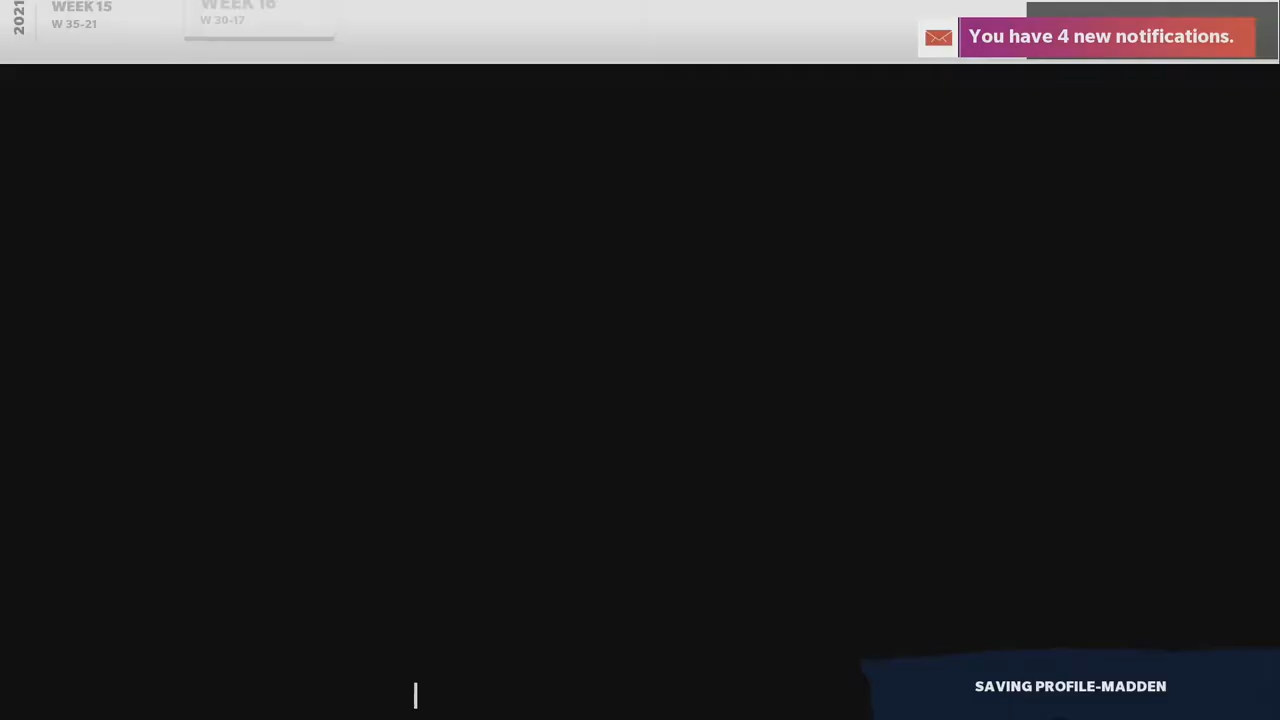 2021
WEEK 15
W 35-21
WEEK 16
W 30-17
You have 4 new notifications.
SAVING PROFILE-MADDEN